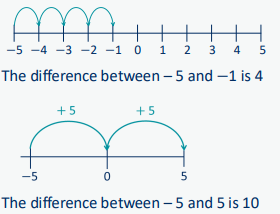 −5 −4 −3 −2 −1 0 1 2 3 4 5
The difference between −5 and −1 is 4
+5 +5
−5 0 5
The difference between −5 and 5 is 10